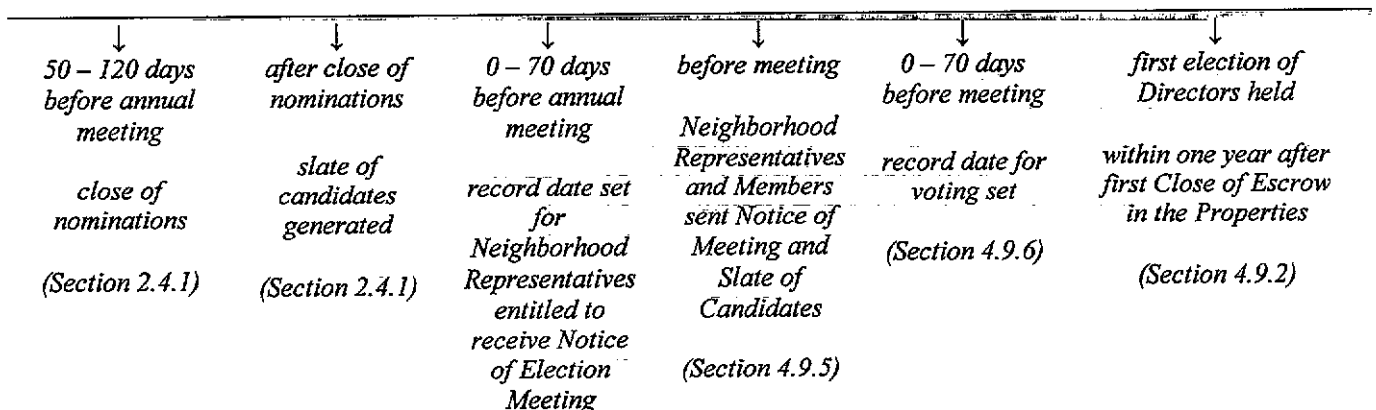 50 – 120 days
before annual
meeting
close of
nominations
(Section 2.4.1)
after close of
nominations
slate of
candidates
generated
(Section 2.4.1)
0 – 70 days
before annual
meeting
record date set
for
Neighborhood
Representatives
entitled to
receive Notice
of Election
Meeting
before meeting
Neighborhood
Representatives
and Members
sent Notice of
Meeting and
Slate of
Candidates
(Section 4.9.5)
0 – 70 days
before meeting
record date for
voting set
(Section 4.9.6)
first election of
Directors held
within one year after
first Close of Escrow
in the Properties
(Section 4.9.2)